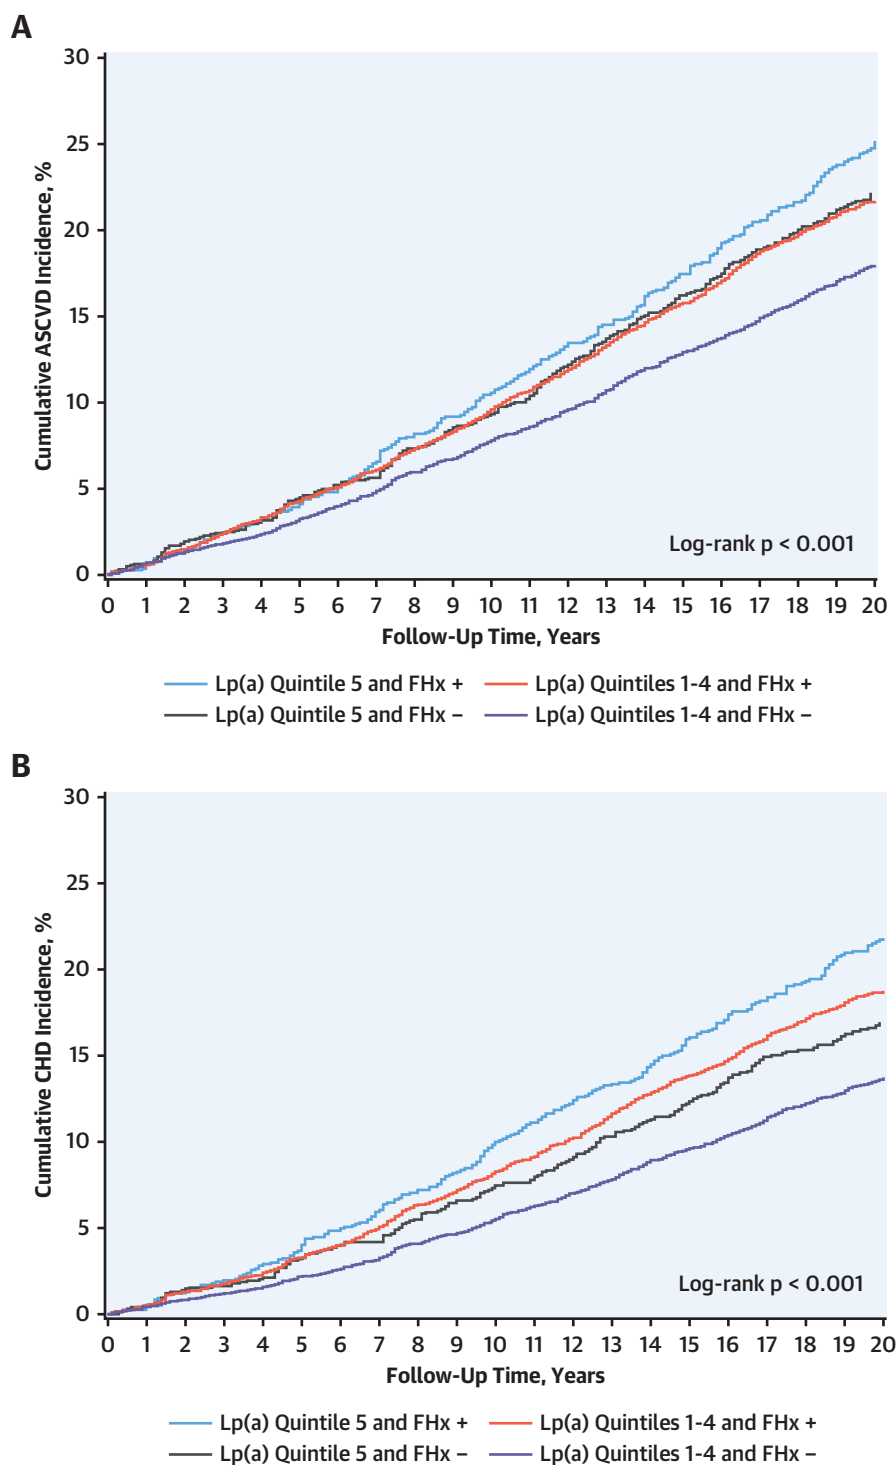 A
30
25
20
15
10
5
0
Cumulative ASCVD Incidence, %
Log-rank p < 0.001
0 1 2 3 4 5 6 7 8 9 10 11 12 13 14 15 16 17 18 19 20
Follow-Up Time, Years
Lp(a) Quintile 5 and FHx + Lp(a) Quintiles 1-4 and FHx +
Lp(a) Quintile 5 and FHx – Lp(a) Quintiles 1-4 and FHx –
B
30
25
20
15
10
5
0
Cumulative CHD Incidence, %
Log-rank p < 0.001
0 1 2 3 4 5 6 7 8 9 10 11 12 13 14 15 16 17 18 19 20
Follow-Up Time, Years
Lp(a) Quintile 5 and FHx + Lp(a) Quintiles 1-4 and FHx +
Lp(a) Quintile 5 and FHx – Lp(a) Quintiles 1-4 and FHx –